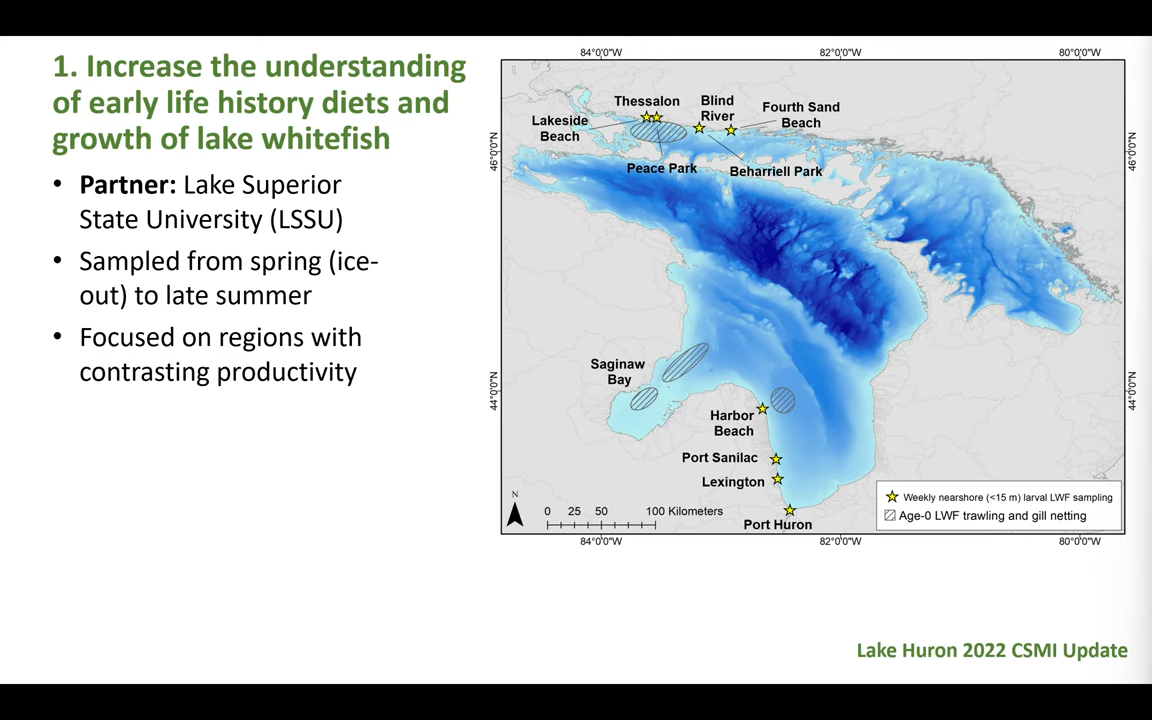 1. Increase the understanding
of early life history diets and
growth of lake whitefish
• Partner: Lake Superior
State University (LSSU)
• Sampled from spring (ice-
out) to late summer
• Focused on regions with
contrasting productivity
84°0'0"W
82°0'0"W
80°0'0"W
46°0'0"N
44°0'0"N
46°0'0"N
44°0'0"N
Thessalon
Blind
River
Fourth Sand
Beach
Lakeside
Beach
Peace Park
Beharriell Park
Saginaw
Bay
Harbor
Beach
Port Sanilac
Lexington
Port Huron
N
0 25 50 100 Kilometers
Weekly nearshore (<15 m) larval LWF sampling
Age-0 LWF trawling and gill netting
84°0'0"W
82°0'0"W
80°0'0"W
Lake Huron 2022 CSMI Update